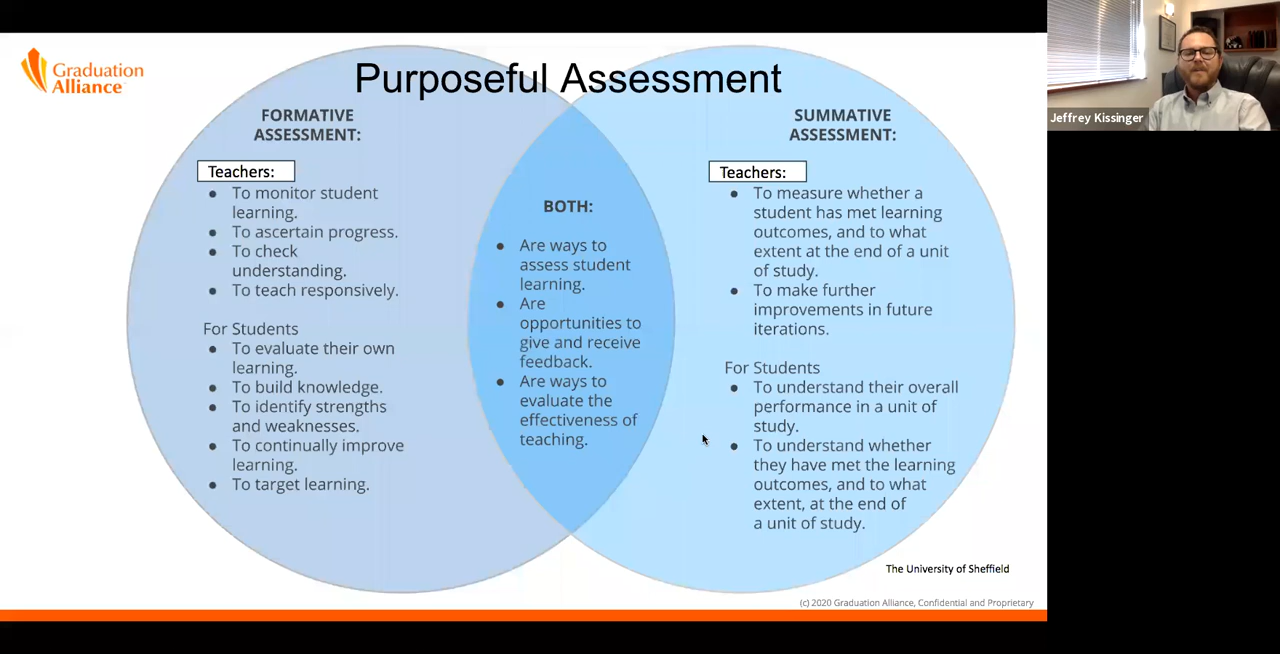 Graduation
Alliance
Purposeful Assessment
FORMATIVE
ASSESSMENT:
Teachers:
• To monitor student
learning.
• To ascertain progress.
• To check
understanding.
• To teach responsively.
For Students
• To evaluate their own
learning.
• To build knowledge.
• To identify strengths
and weaknesses.
• To continually improve
learning.
• To target learning.
BOTH:
• Are ways to
assess student
learning.
• Are
opportunities to
give and receive
feedback.
• Are ways to
evaluate the
effectiveness of
teaching.
SUMMATIVE
ASSESSMENT:
Teachers:
• To measure whether a
student has met learning
outcomes, and to what
extent at the end of a unit
of study.
• To make further
improvements in future
iterations.
For Students
• To understand their overall
performance in a unit of
study.
• To understand whether
they have met the learning
outcomes, and to what
extent, at the end of
a unit of study.
The University of Sheffield
(c) 2020 Graduation Alliance, Confidential and Proprietary
Jeffrey Kissinger